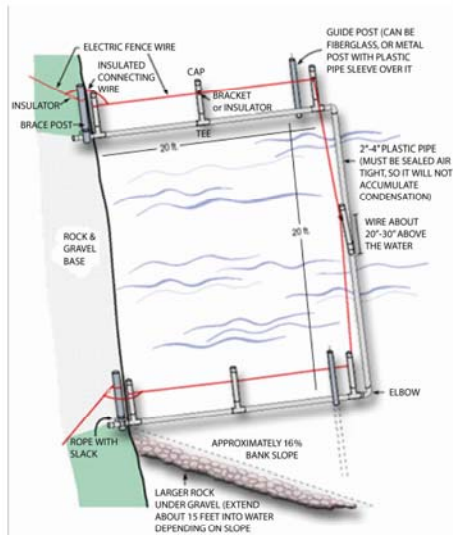 ELECTRIC FENCE WIRE
INSULATED
CONNECTING
WIRE
INSULATOR
BRACE POST
CAP
BRACKET
or INSULATOR
TEE
20 ft.
GUIDE POST (CAN BE
FIBERGLASS, OR METAL
POST WITH PLASTIC
PIPE SLEEVE OVER IT
2"-4" PLASTIC PIPE
(MUST BE SEALED AIR
TIGHT, SO IT WILL NOT
ACCUMULATE
CONDENSATION)
WIRE ABOUT
20"-30" ABOVE
THE WATER
20 ft.
ROCK &
GRAVEL
BASE
ELBOW
ROPE WITH
SLACK
APPROXIMATELY 16%
BANK SLOPE
LARGER ROCK
UNDER GRAVEL (EXTEND
ABOUT 15 FEET INTO WATER
DEPENDING ON SLOPE